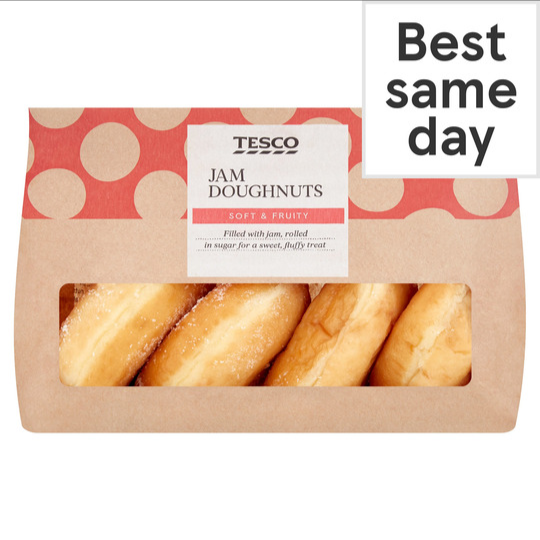 Best
same
day
TESCO
JAM
DOUGHNUTS
SOFT & FRUITY
Filled with jam, rolled
in sugar for a sweet, fluffy treat